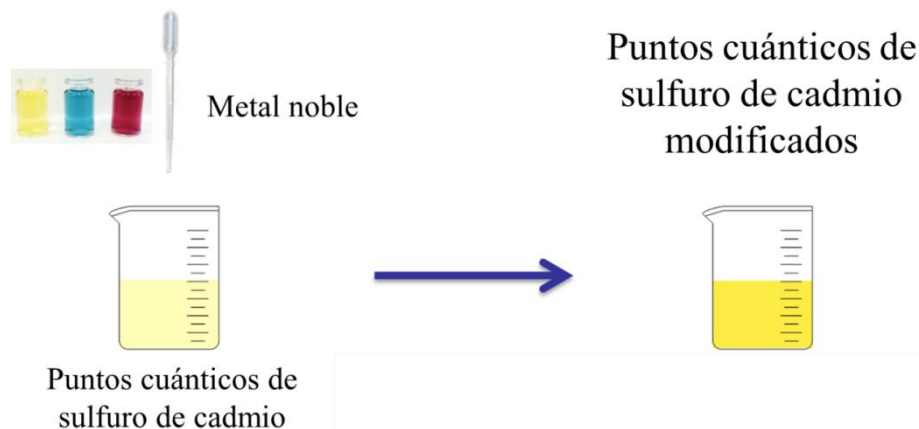 Metal noble
Puntos cuánticos de
sulfuro de cadmio
modificados
Puntos cuánticos de
sulfuro de cadmio